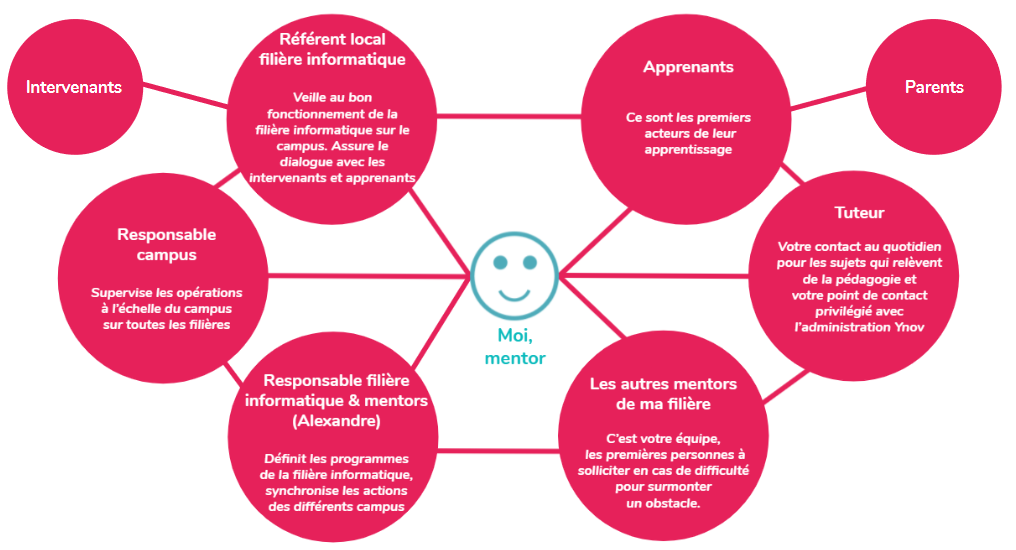 Intervenants
Référent local
filière informatique
Veille au bon
fonctionnement de la
filière informatique sur le
campus. Assure le
dialogue avec les
intervenants et apprenants
Apprenants
Ce sont les premiers
acteurs de leur
apprentissage
Parents
Responsable
campus
Supervise les opérations
à l'échelle du campus
sur toutes les filières
Moi,
mentor
Tuteur
Votre contact au quotidien
pour les sujets qui relèvent
de la pédagogie et
votre point de contact
privilégié avec
l'administration Ynov
Responsable filière
informatique & mentors
(Alexandre)
Définit les programmes
de la filière informatique,
synchronise les actions
des différents campus
Les autres mentors
de ma filière
C'est votre équipe,
les premières personnes à
solliciter en cas de difficulté
pour surmonter
un obstacle.